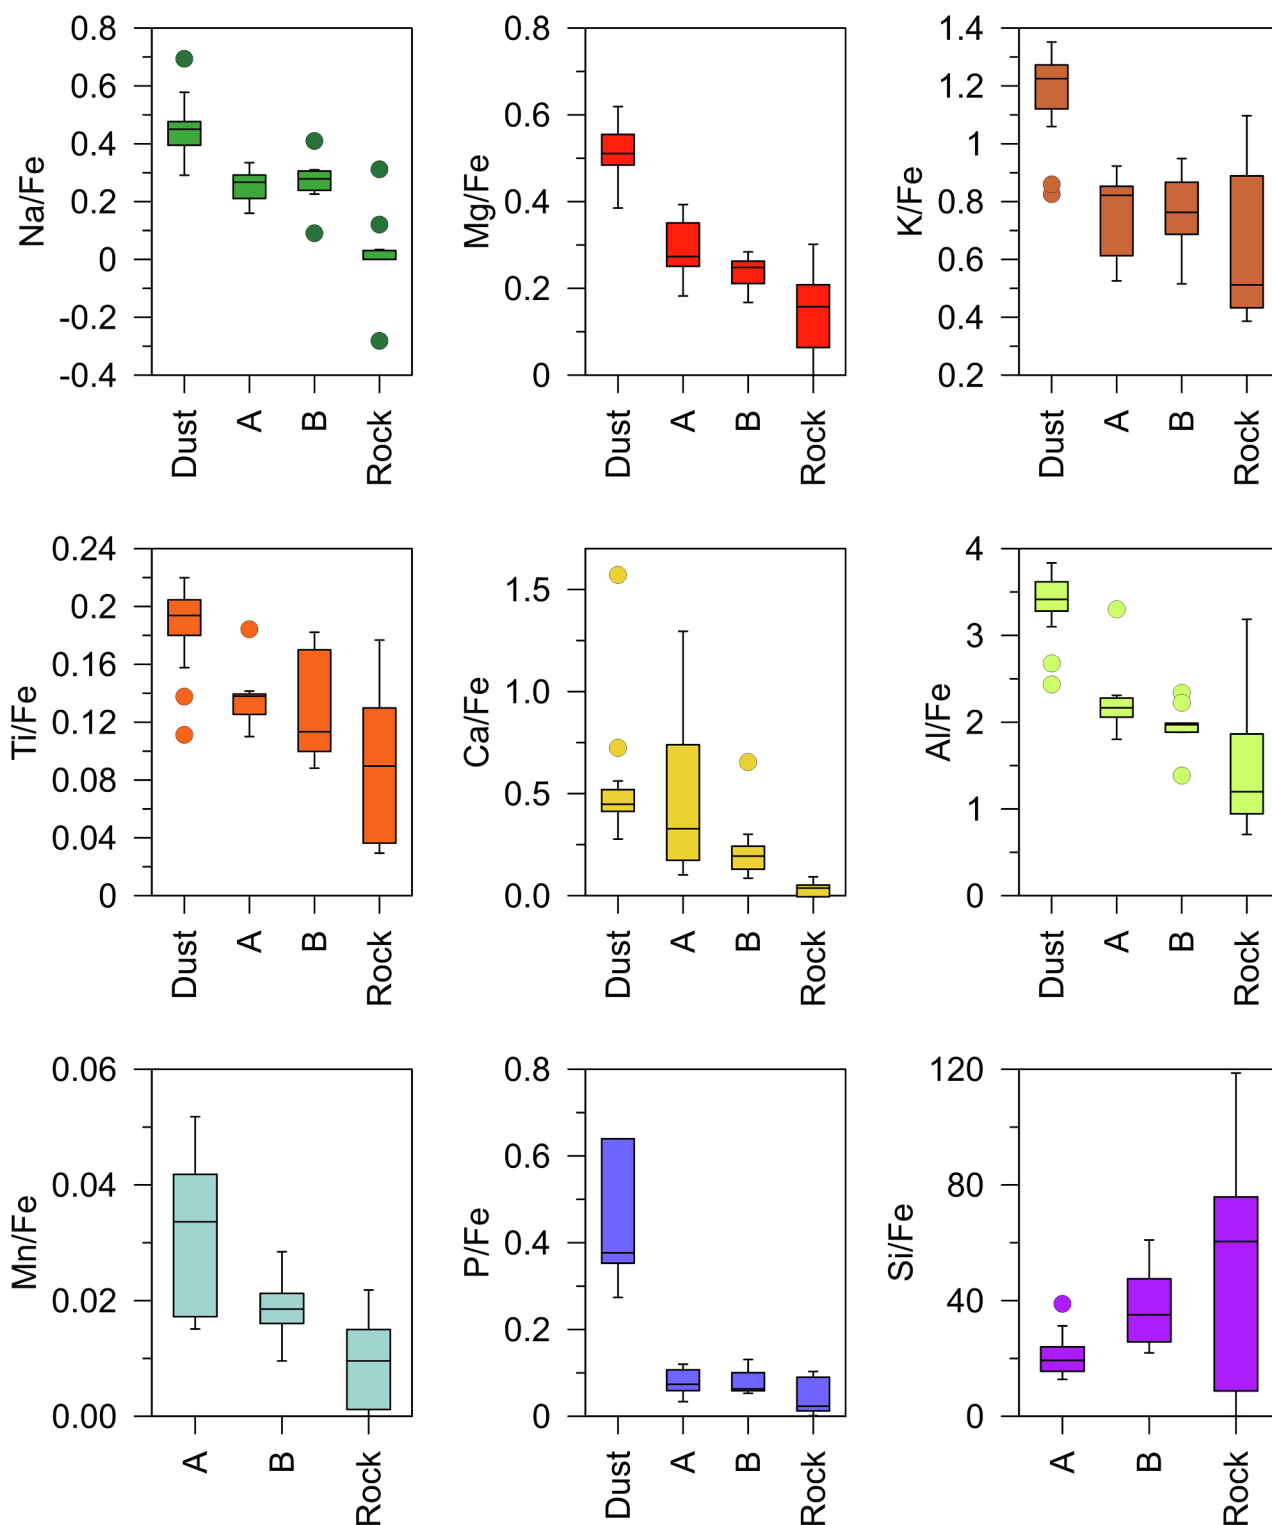 Na/Fe
0.8
0.6
0.4
0.2
0
-0.2
-0.4
Dust
A
B
Rock
Mg/Fe
0.8
0.6
0.4
0.2
0
Dust
A
B
Rock
K/Fe
1.4
1.2
1
0.8
0.6
0.4
0.2
Dust
A
B
Rock
Ti/Fe
0.24
0.2
0.16
0.12
0.08
0.04
0
Dust
A
B
Rock
Ca/Fe
1.5
1.0
0.5
0.0
Dust
A
B
Rock
Al/Fe
4
3
2
1
0
Dust
A
B
Rock
Mn/Fe
0.06
0.04
0.02
0.00
A
B
Rock
P/Fe
0.8
0.6
0.4
0.2
0
Dust
A
B
Rock
Si/Fe
120
80
40
0
A
B
Rock